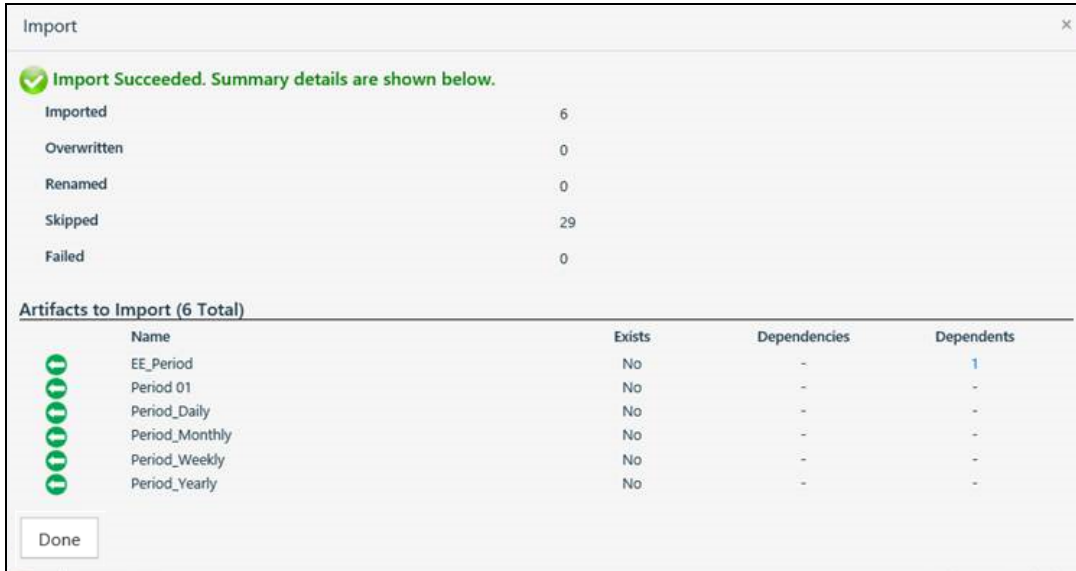 Import
×
Import Succeeded. Summary details are shown below.
Imported 6
Overwritten 0
Renamed 0
Skipped 29
Failed 0
Artifacts to Import (6 Total)
Name Exists Dependencies Dependents
EE_Period No - 1
Period 01 No - -
Period_Daily No - -
Period_Monthly No - -
Period_Weekly No - -
Period_Yearly No - -
Done